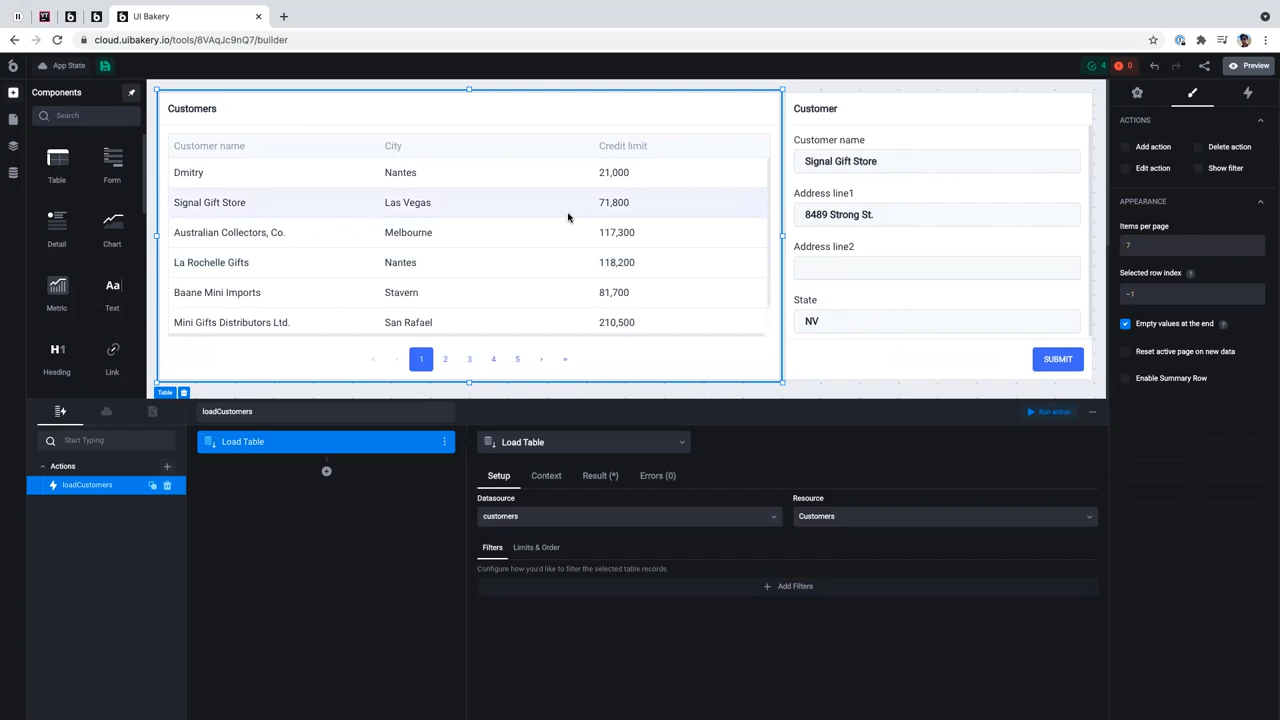 UI Bakery
cloud.uibakery.io/tools/8VAqJc9nQ7/builder
App State
4
0
Preview
Components
Search
Table
Form
Detail
Chart
Metric
Aa
Text
H1
Heading
Link
Customers
Customer name City Credit limit
Dmitry Nantes 21,000
Signal Gift Store Las Vegas 71,800
Australian Collectors, Co. Melbourne 117,300
La Rochelle Gifts Nantes 118,200
Baane Mini Imports Stavern 81,700
Mini Gifts Distributors Ltd. San Rafael 210,500
« ‹ 1 2 3 4 5 › »
Table
Customer
Customer name
Signal Gift Store
Address line1
8489 Strong St.
Address line2
State
NV
SUBMIT
ACTIONS
Add action Delete action
Edit action Show filter
APPEARANCE
Items per page
7
Selected row index ?
-1
Empty values at the end ?
Reset active page on new data
Enable Summary Row
Start Typing
Actions
loadCustomers
loadCustomers
Run action
Load Table
Load Table
Setup Context Result (*) Errors (0)
Datasource Resource
customers Customers
Filters Limits & Order
Configure how you'd like to filter the selected table records.
Add Filters